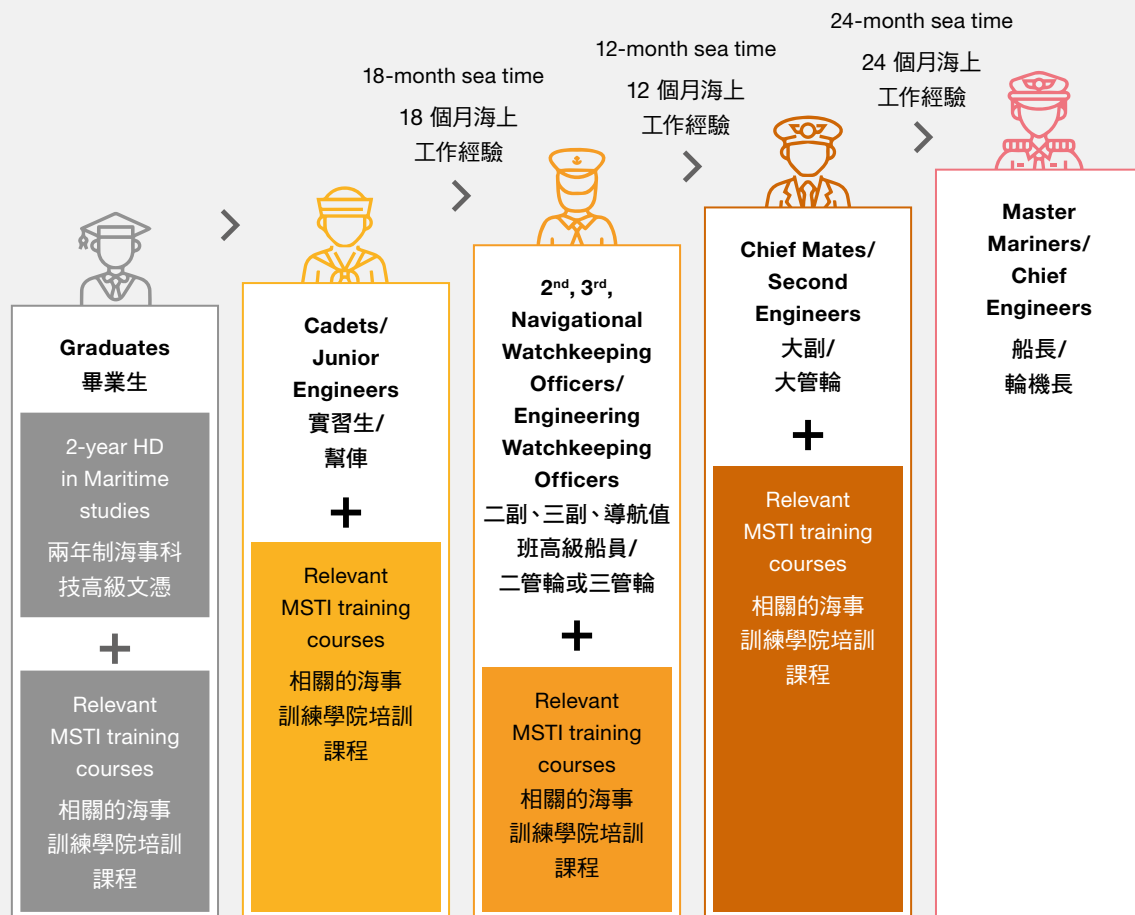 18-month sea time
18 個月海上
工作經驗
12-month sea time
12 個月海上
工作經驗
24-month sea time
24 個月海上
工作經驗
Graduates
畢業生
2-year HD
in Maritime
studies
兩年制海事科
技高級文憑
+
Relevant
MSTI training
courses
相關的海事
訓練學院培訓
課程
Cadets/
Junior
Engineers
實習生/
幫俥
+
Relevant
MSTI training
courses
相關的海事
訓練學院培訓
課程
2nd, 3rd,
Navigational
Watchkeeping
Officers/
Engineering
Watchkeeping
Officers
二副、三副、導航值
班高級船員/
二管輪或三管輪
+
Relevant
MSTI training
courses
相關的海事
訓練學院培訓
課程
Chief Mates/
Second
Engineers
大副/
大管輪
+
Relevant
MSTI training
courses
相關的海事
訓練學院培訓
課程
Master
Mariners/
Chief
Engineers
船長/
輪機長